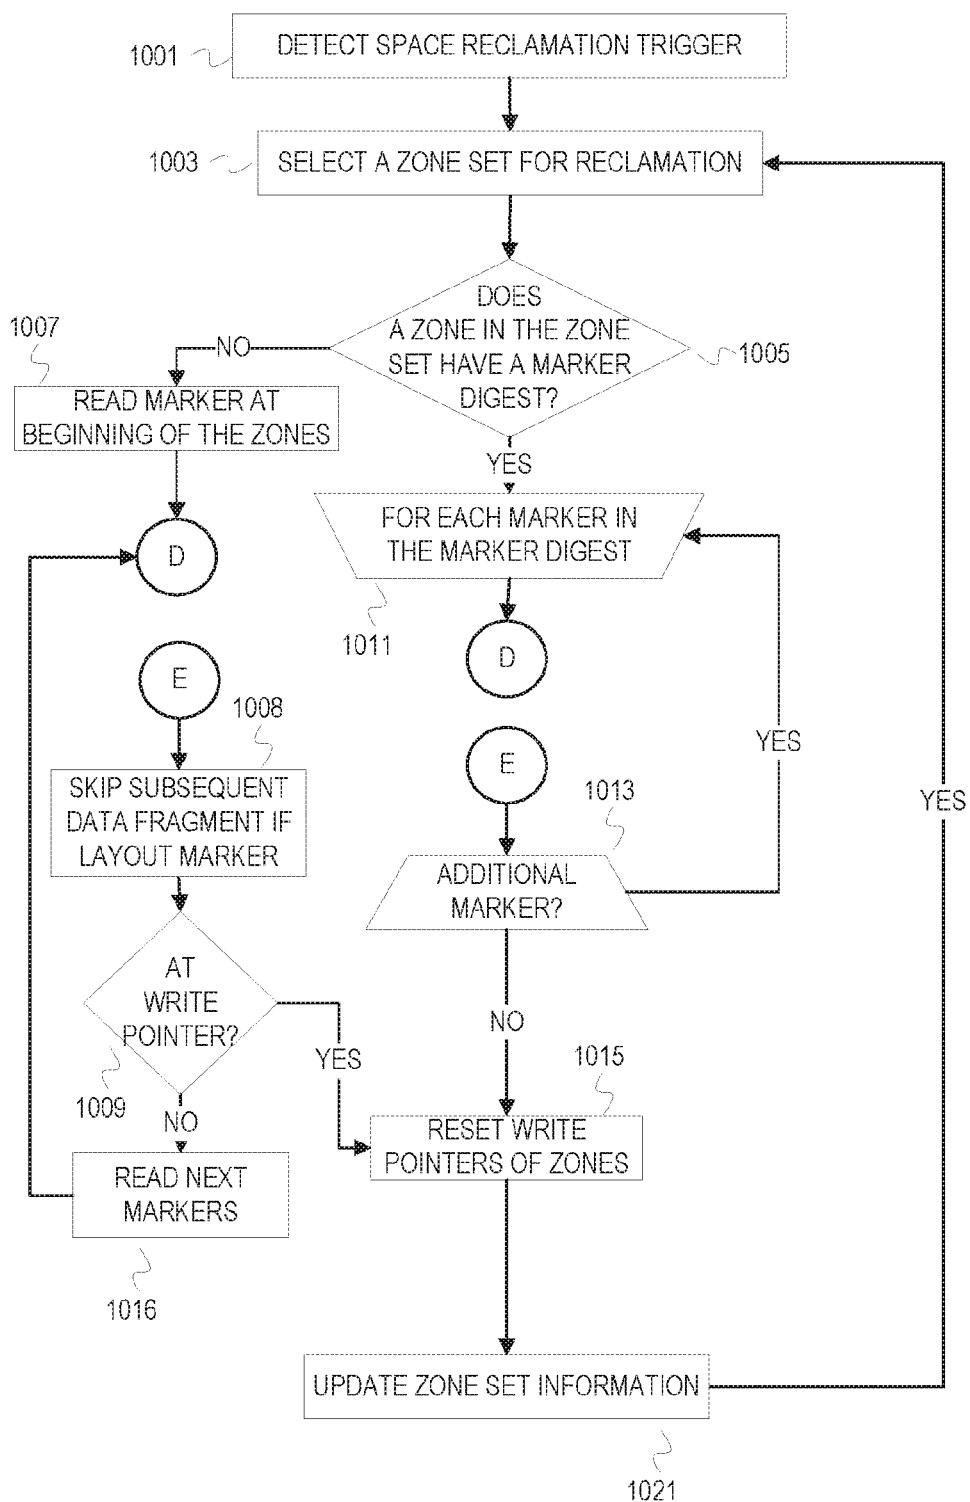 DETECT SPACE RECLAMATION TRIGGER
1001
SELECT A ZONE SET FOR RECLAMATION
1003
DOES
A ZONE IN THE ZONE
SET HAVE A MARKER
DIGEST?
1005
NO
1007
READ MARKER AT
BEGINNING OF THE ZONES
YES
FOR EACH MARKER IN
THE MARKER DIGEST
1011
D
D
E
1008
SKIP SUBSEQUENT
DATA FRAGMENT IF
LAYOUT MARKER
E
1013
ADDITIONAL
MARKER?
YES
YES
AT
WRITE
POINTER?
1009
YES
NO
NO
1015
RESET WRITE
POINTERS OF ZONES
READ NEXT
MARKERS
1016
UPDATE ZONE SET INFORMATION
1021